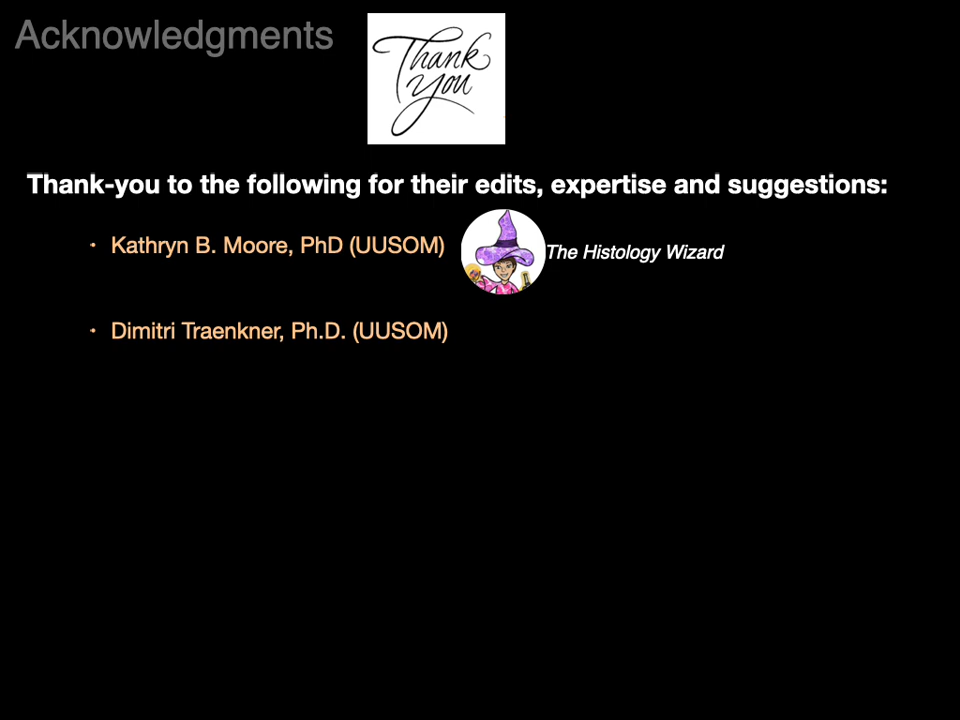 Acknowledgments
Thank
you
Thank-you to the following for their edits, expertise and suggestions:
• Kathryn B. Moore, PhD (UUSOM)
The Histology Wizard
• Dimitri Traenkner, Ph.D. (UUSOM)